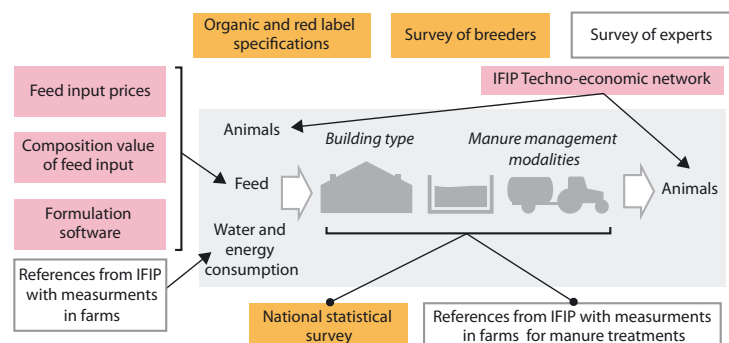 Organic and red label
specifications
Survey of breeders
Survey of experts
IFIP Techno-economic network
Feed input prices
Composition value
of feed input
Formulation
software
References from IFIP
with measurments
in farms
Animals
Feed
Water and
energy
consumption
Building type
Manure management
modalities
Animals
National statistical
survey
References from IFIP with measurments
in farms for manure treatments